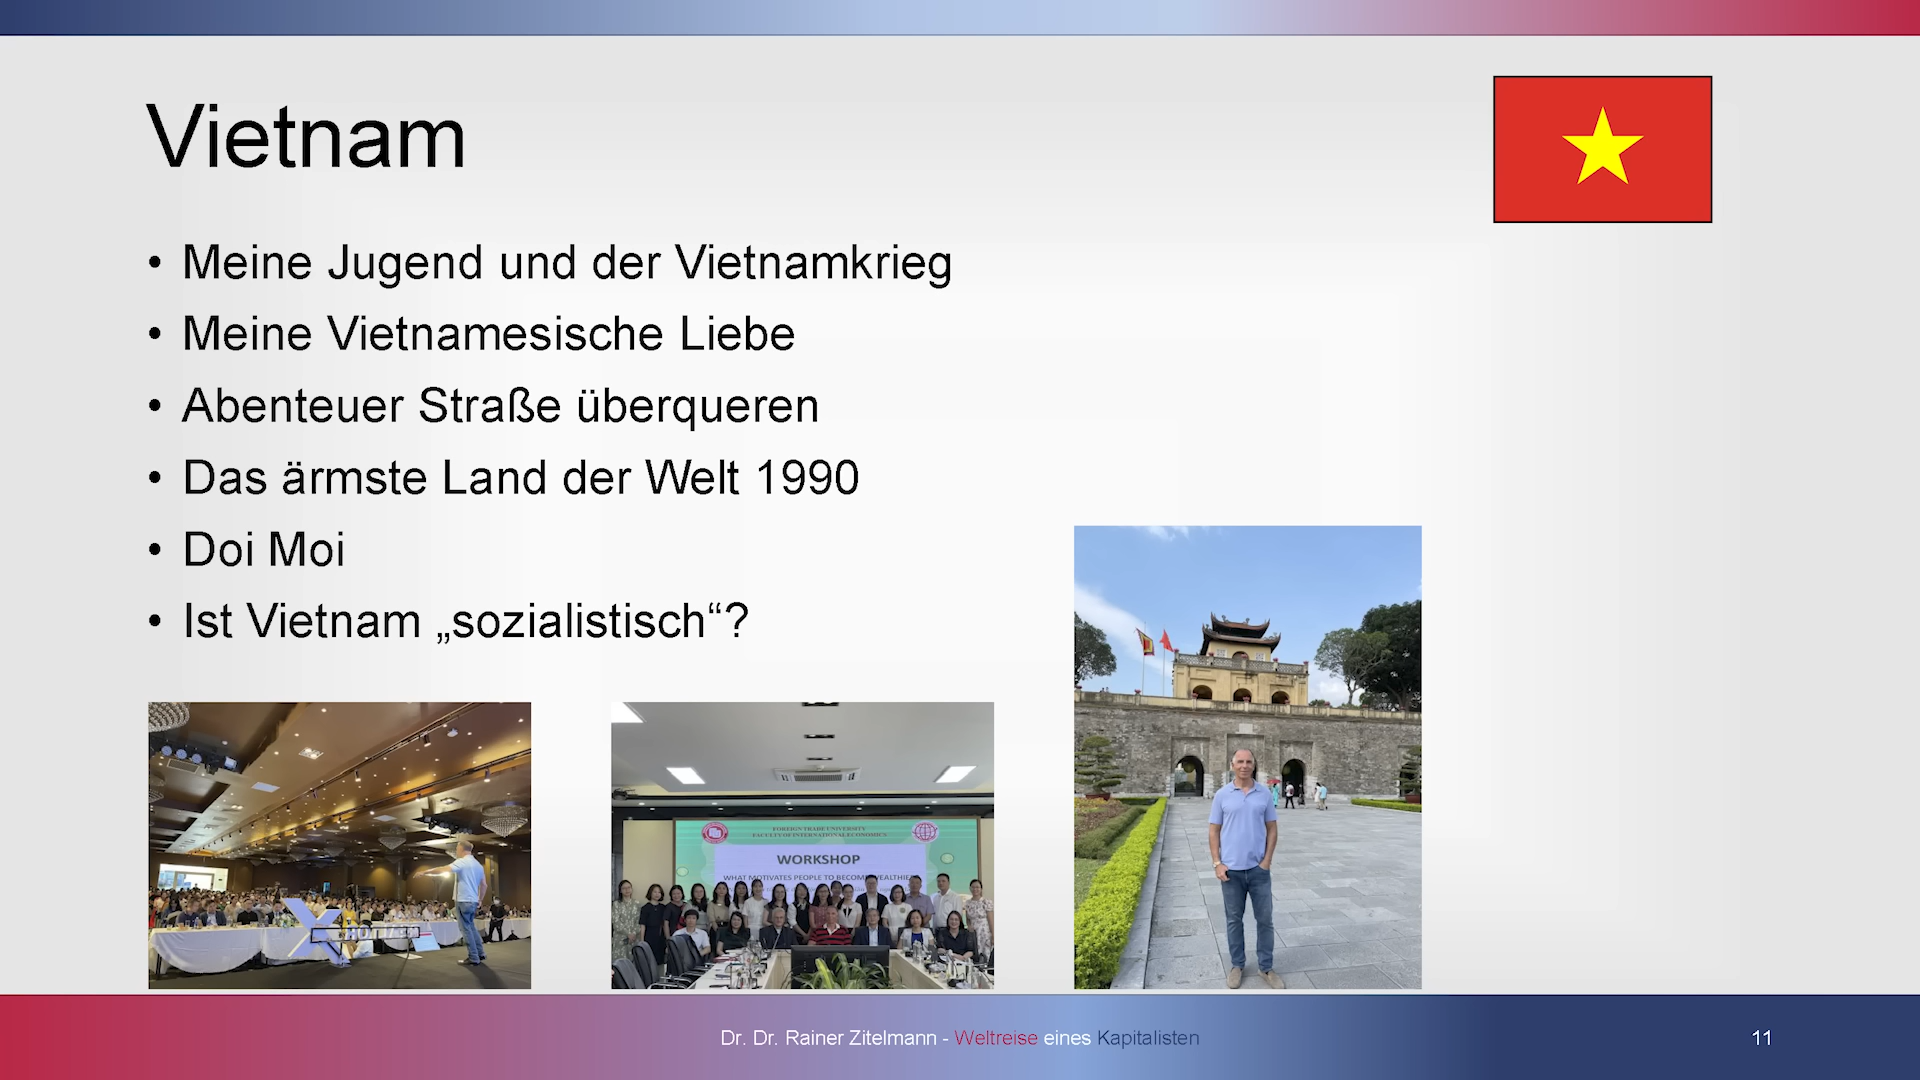 Vietnam
• Meine Jugend und der Vietnamkrieg
• Meine Vietnamesische Liebe
• Abenteuer Straße überqueren
• Das ärmste Land der Welt 1990
• Doi Moi
• Ist Vietnam „sozialistisch“?
FOREIGN TRADE UNIVERSITY
FACULTY OF INTERNATIONAL ECONOMICS
WORKSHOP
WHAT MOTIVATES PEOPLE TO BECOME WEALTHIER
Dr. Dr. Rainer Zitelmann - Weltreise eines Kapitalisten
11